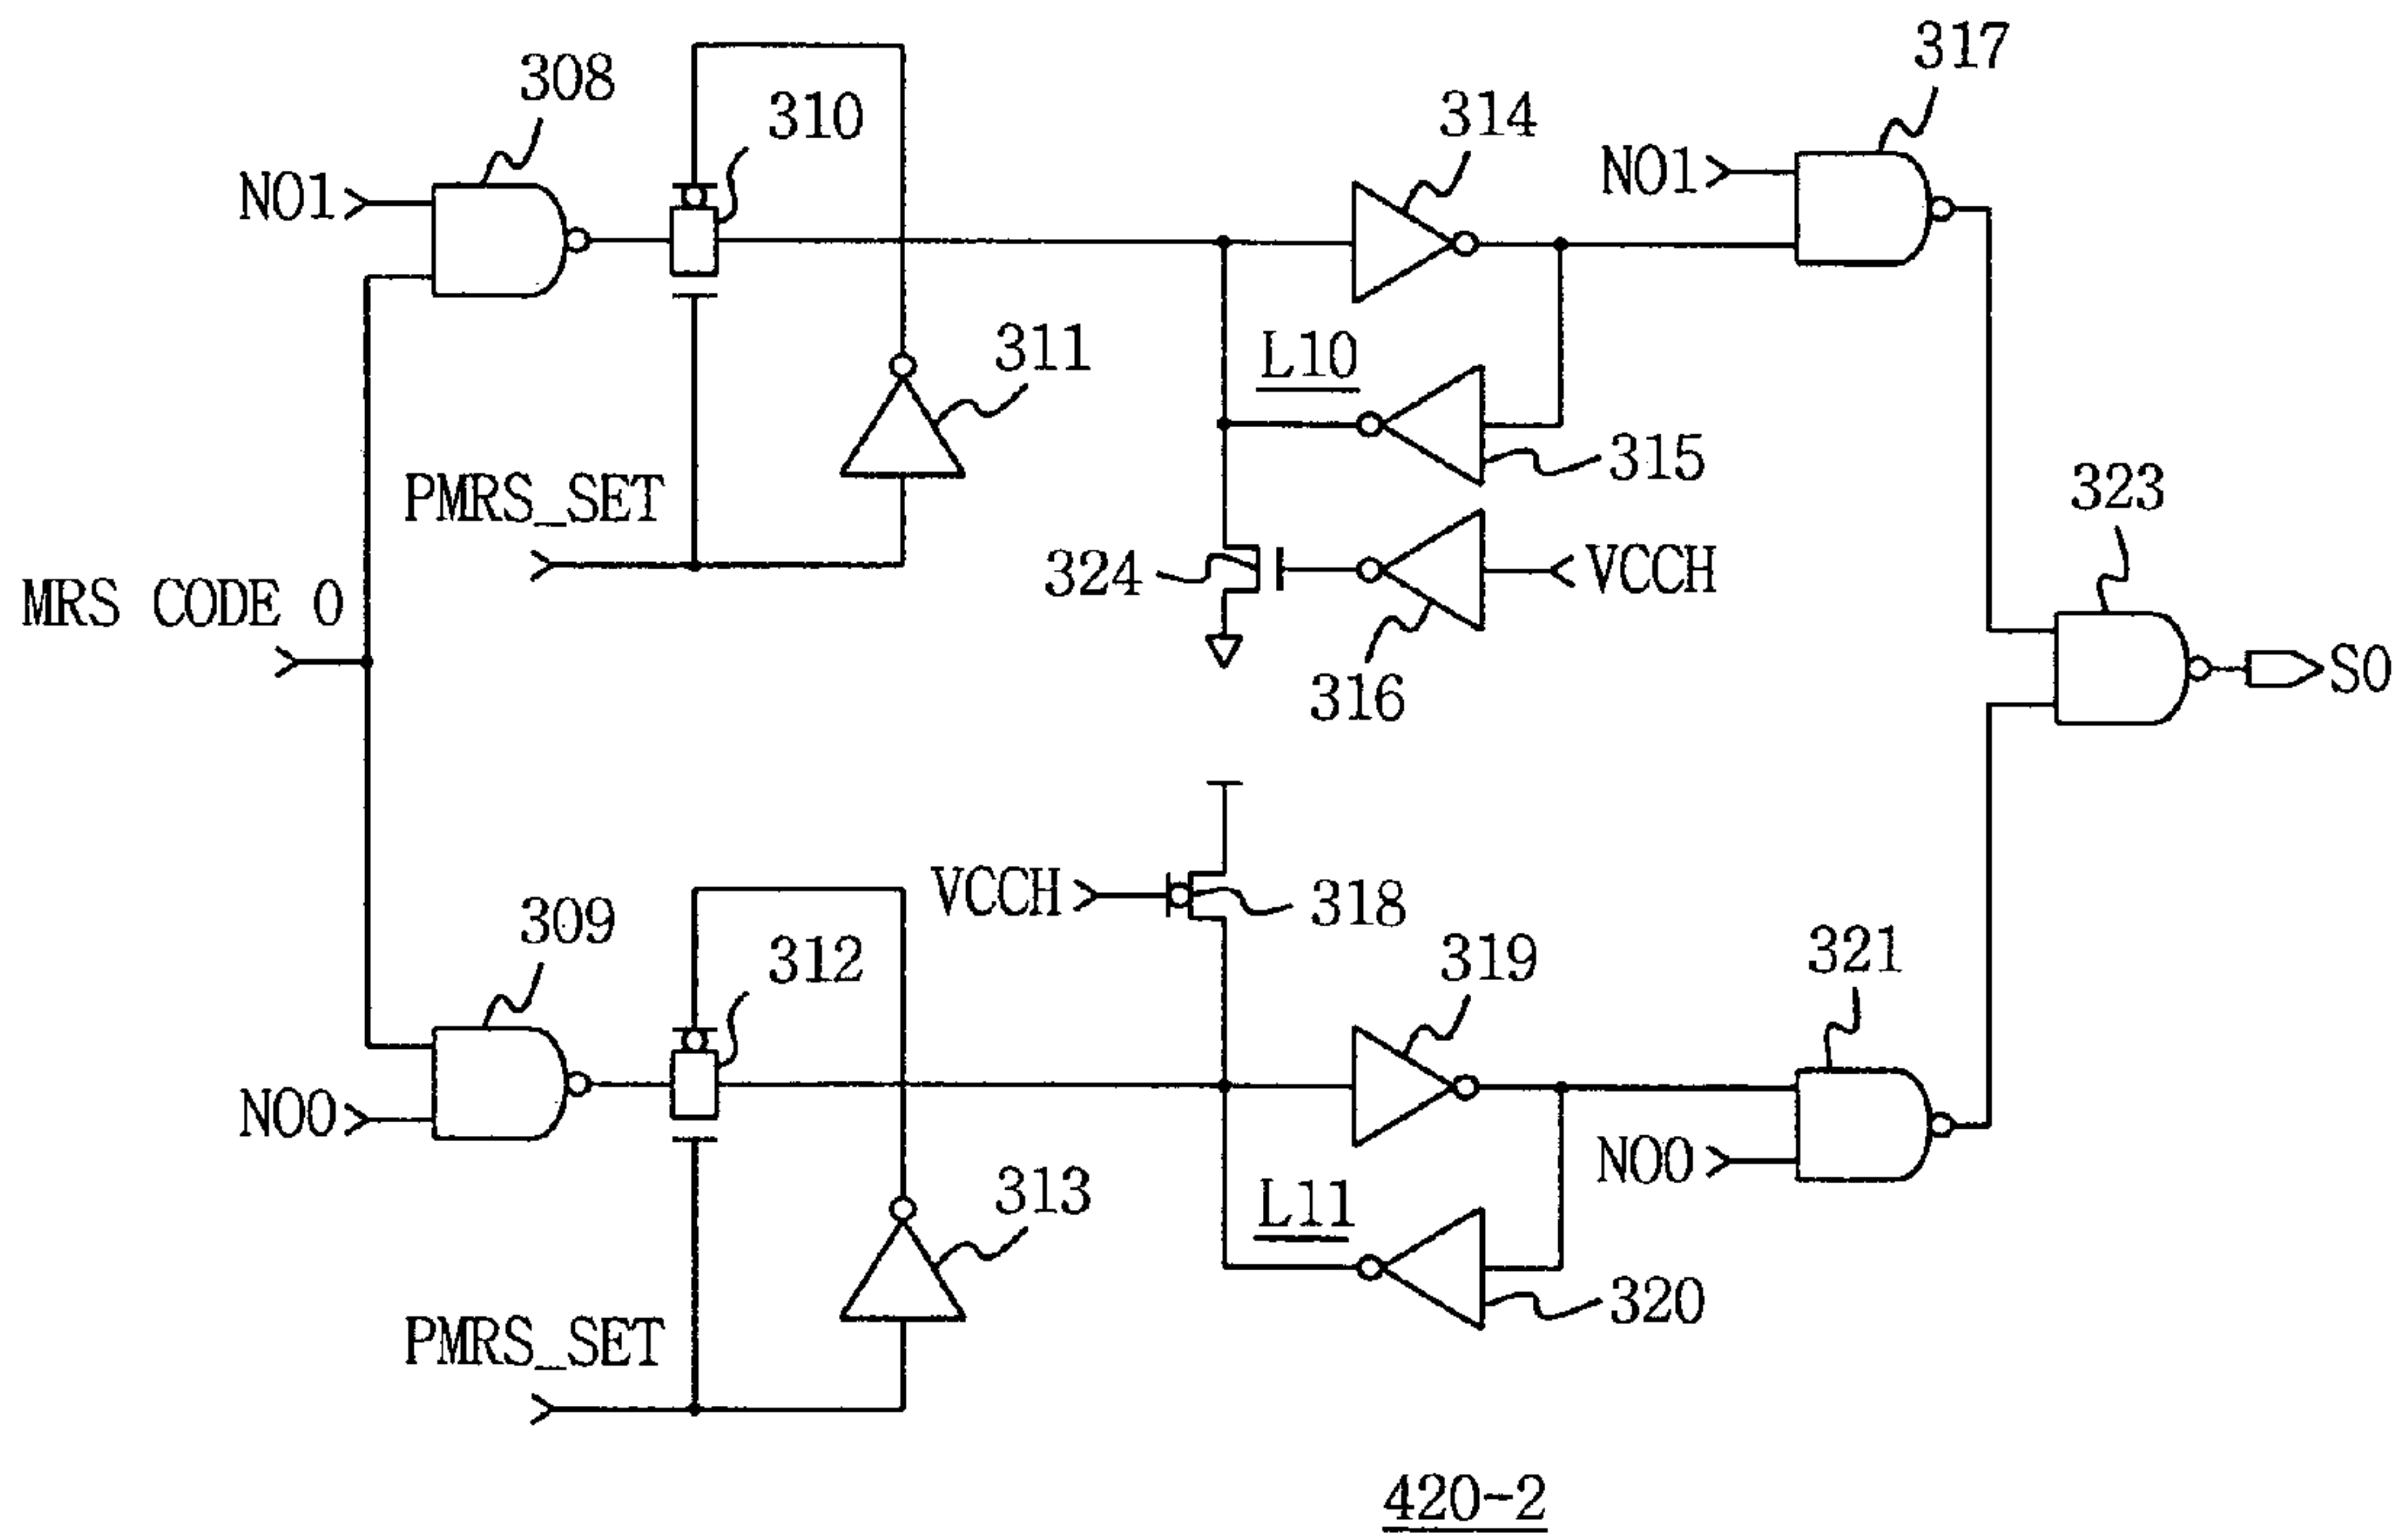 317
308
310
314
NO1
NO1
311
L10
315
PMRS_SET
323
324
VCCH
MRS CODE 0
316
S0
VCCH
318
309
312
319
321
NO0
NO0
313
L11
320
PMRS_SET
420-2